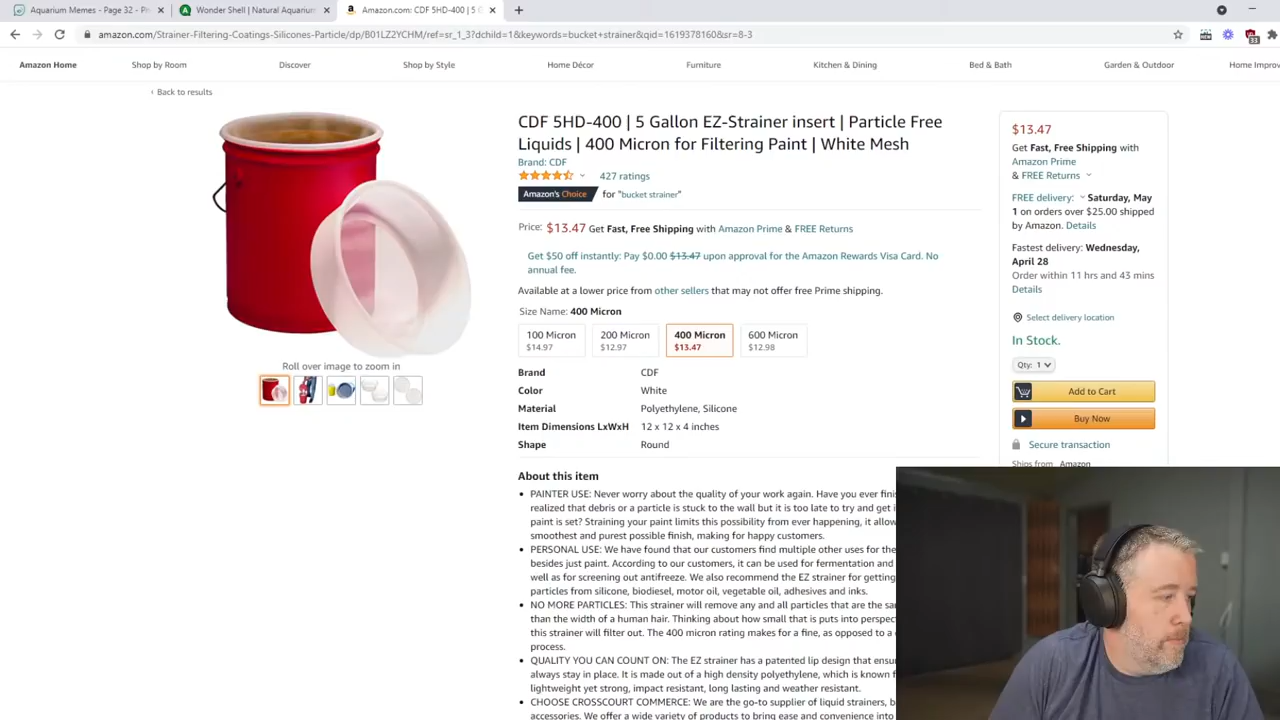 Aquarium Memes - Page 32 - Pl
Wonder Shell | Natural Aquarium
Amazon.com: CDF 5HD-400 | 5 G
amazon.com/Strainer-Filtering-Coatings-Silicones-Particle/dp/B01LZ2YCHM/ref=sr_1_3?dchild=1&keywords=bucket+strainer&qid=1619378160&sr=8-3
Amazon Home Shop by Room Discover Shop by Style Home Décor Furniture Kitchen & Dining Bed & Bath Garden & Outdoor Home Improv
‹ Back to results
CDF 5HD-400 | 5 Gallon EZ-Strainer insert | Particle Free
Liquids | 400 Micron for Filtering Paint | White Mesh
Brand: CDF
427 ratings
Amazon's Choice for "bucket strainer"
Price: $13.47 Get Fast, Free Shipping with Amazon Prime & FREE Returns
Get $50 off instantly: Pay $0.00 $13.47 upon approval for the Amazon Rewards Visa Card. No
annual fee.
Available at a lower price from other sellers that may not offer free Prime shipping.
Size Name: 400 Micron
100 Micron
$14.97
200 Micron
$12.97
400 Micron
$13.47
600 Micron
$12.98
Brand CDF
Color White
Material Polyethylene, Silicone
Item Dimensions LxWxH 12 x 12 x 4 inches
Shape Round
Roll over image to zoom in
About this item
• PAINTER USE: Never worry about the quality of your work again. Have you ever fini
realized that debris or a particle is stuck to the wall but it is too late to try and get i
paint is set? Straining your paint limits this possibility from ever happening, it allow
smoothest and purest possible finish, making for happy customers.
• PERSONAL USE: We have found that our customers find multiple other uses for the
besides just paint. According to our customers, it can be used for fermentation and
well as for screening out antifreeze. We also recommend the EZ strainer for getting
particles from silicone, biodiesel, motor oil, vegetable oil, adhesives and inks.
• NO MORE PARTICLES: This strainer will remove any and all particles that are the sa
than the width of a human hair. Thinking about how small that is puts into perspec
this strainer will filter out. The 400 micron rating makes for a fine, as opposed to a
process.
• QUALITY YOU CAN COUNT ON: The EZ strainer has a patented lip design that ensu
always stay in place. It is made out of a high density polyethylene, which is known f
lightweight yet strong, impact resistant, long lasting and weather resistant.
• CHOOSE CROSSCOURT COMMERCE: We are the go-to supplier of liquid strainers, b
accessories. We offer a wide variety of products to bring ease and convenience into
$13.47
Get Fast, Free Shipping with
Amazon Prime
& FREE Returns
FREE delivery: Saturday, May
1 on orders over $25.00 shipped
by Amazon. Details
Fastest delivery: Wednesday,
April 28
Order within 11 hrs and 43 mins
Details
Select delivery location
In Stock.
Qty: 1
Add to Cart
Buy Now
Secure transaction
Ships from Amazon